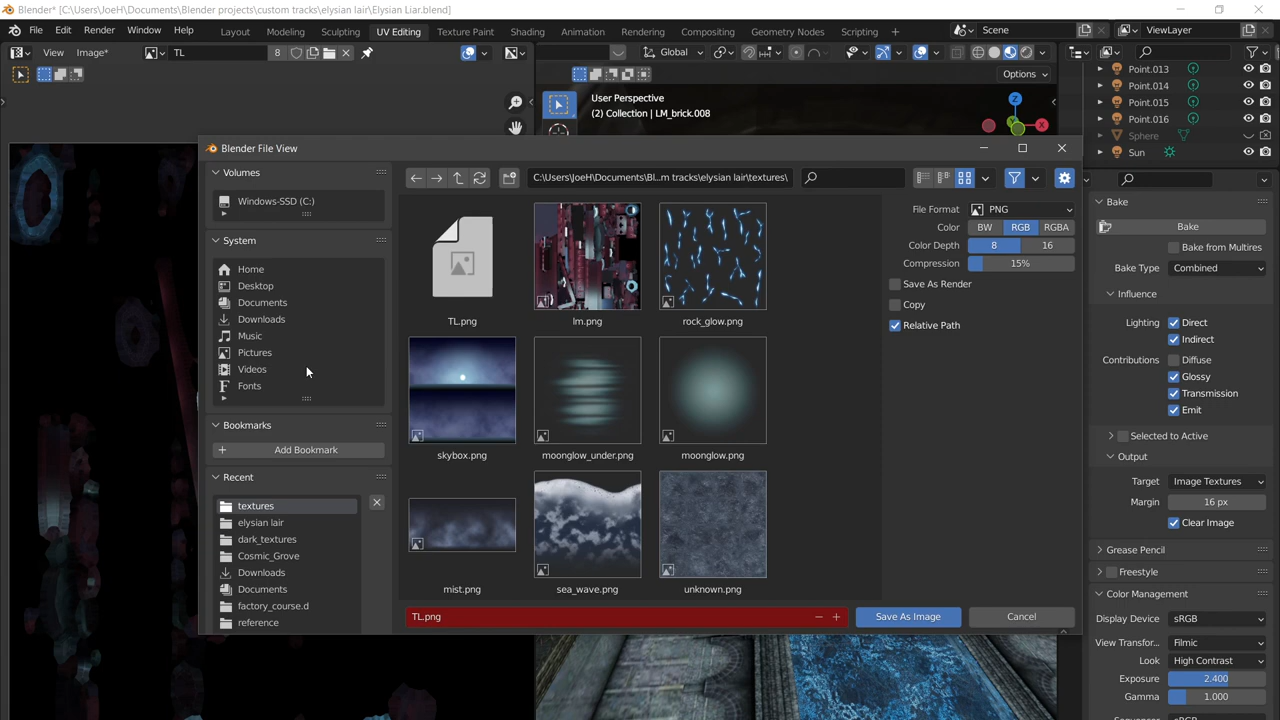 Blender* [C:\Users\JoeH\Documents\Blender projects\custom tracks\elysian lair\Elysian Liar.blend]
File Edit Render Window Help Layout Modeling Sculpting UV Editing Texture Paint Shading Animation Rendering Compositing Geometry Nodes Scripting + Scene ViewLayer
View Image* TL 8 Global
Options
User Perspective
(2) Collection | LM_brick.008
Z
X
Point.013
Point.014
Point.015
Point.016
Sphere
Sun
Blender File View
Volumes
Windows-SSD (C:)
System
Home
Desktop
Documents
Downloads
Music
Pictures
Videos
Fonts
Bookmarks
Add Bookmark
Recent
textures
elysian lair
dark_textures
Cosmic_Grove
Downloads
Documents
factory_course.d
reference
C:\Users\JoeH\Documents\Bl...m tracks\elysian lair\textures\
TL.png
lm.png
rock_glow.png
skybox.png
moonglow_under.png
moonglow.png
mist.png
sea_wave.png
unknown.png
File Format PNG
Color BW RGB RGBA
Color Depth 8 16
Compression 15%
Save As Render
Copy
Relative Path
TL.png
Save As Image
Cancel
Bake
Bake
Bake from Multires
Bake Type Combined
Influence
Lighting Direct
Indirect
Contributions Diffuse
Glossy
Transmission
Emit
Selected to Active
Output
Target Image Textures
Margin 16 px
Clear Image
Grease Pencil
Freestyle
Color Management
Display Device sRGB
View Transfor... Filmic
Look High Contrast
Exposure 2.400
Gamma 1.000